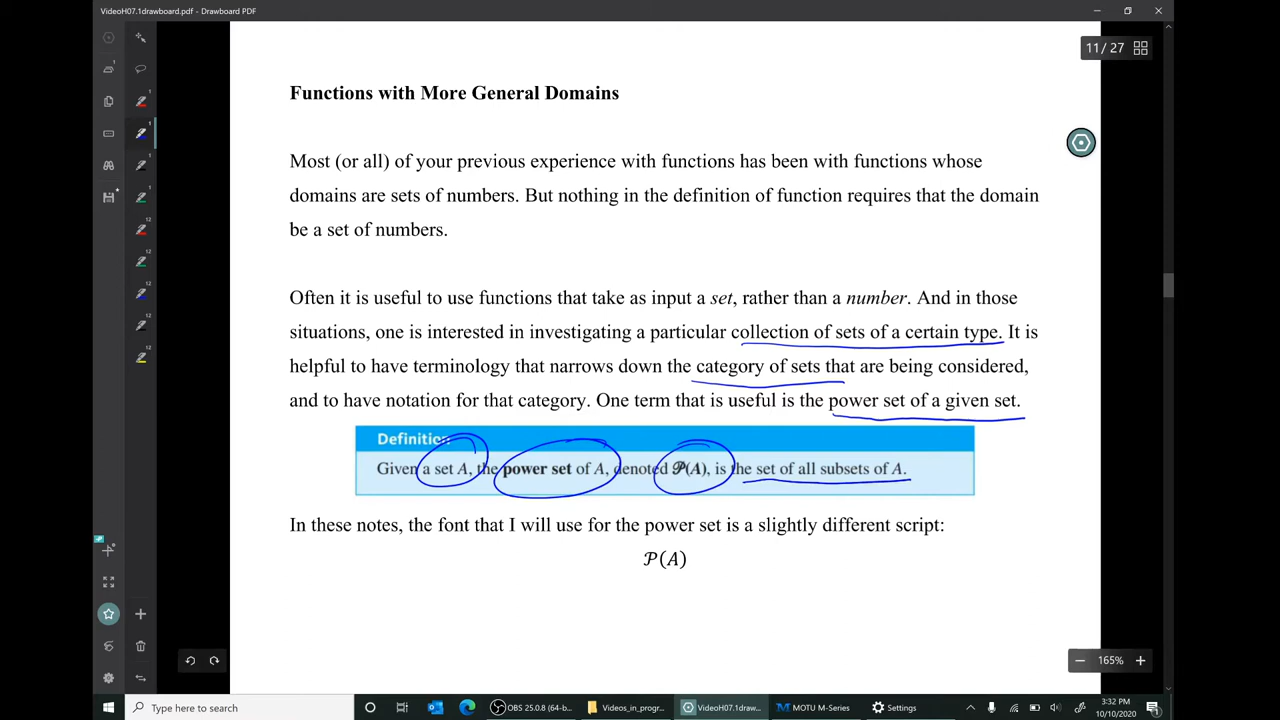 VideoH07.1drawboard.pdf - Drawboard PDF
11 / 27
Functions with More General Domains
Most (or all) of your previous experience with functions has been with functions whose
domains are sets of numbers. But nothing in the definition of function requires that the domain
be a set of numbers.
Often it is useful to use functions that take as input a set, rather than a number. And in those
situations, one is interested in investigating a particular collection of sets of a certain type. It is
helpful to have terminology that narrows down the category of sets that are being considered,
and to have notation for that category. One term that is useful is the power set of a given set.
Definition
Given a set A, the power set of A, denoted 𝒫(A), is the set of all subsets of A.
In these notes, the font that I will use for the power set is a slightly different script:
𝒫(A)
165%
Type here to search
OBS 25.0.8 (64-b...
Videos_in_progr...
VideoH07.1draw...
MOTU M-Series
Settings
3:32 PM
10/10/2020